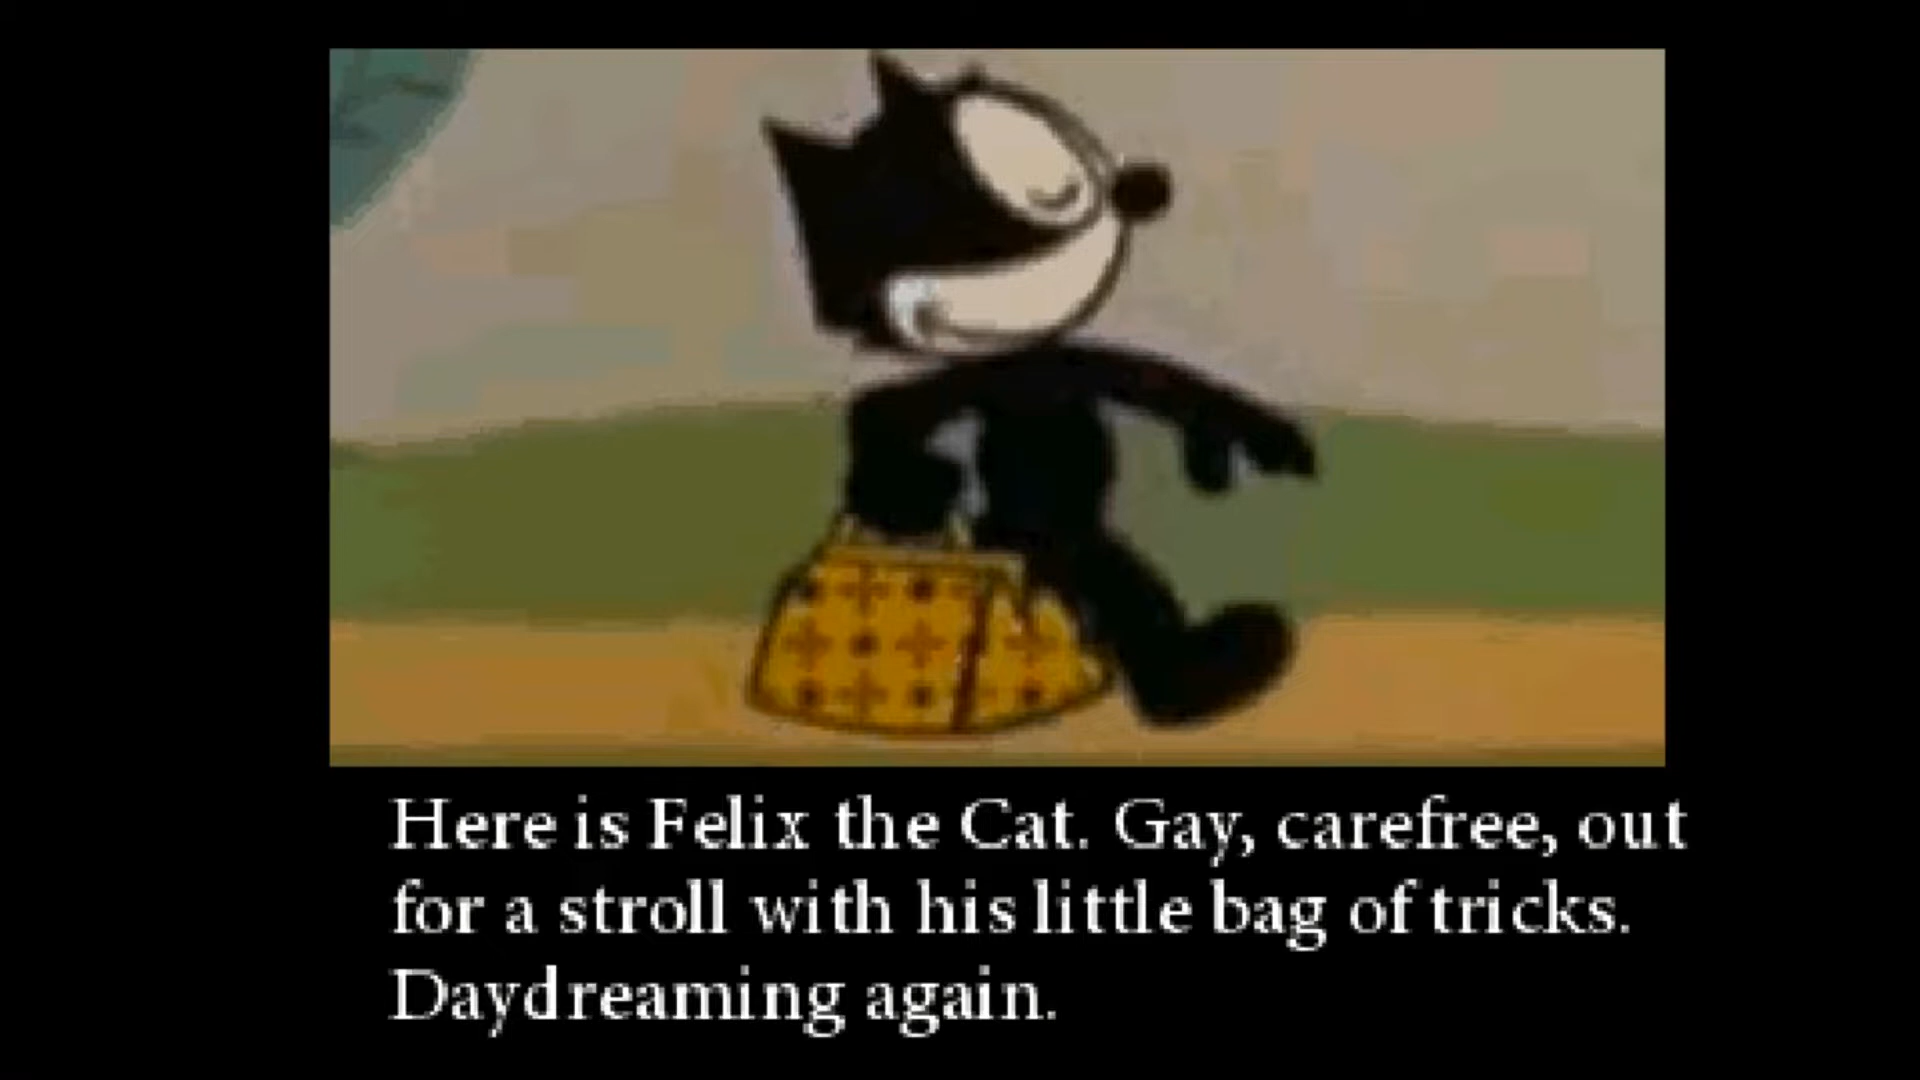 Here is Felix the Cat. Gay, carefree, out
for a stroll with his little bag of tricks.
Daydreaming again.